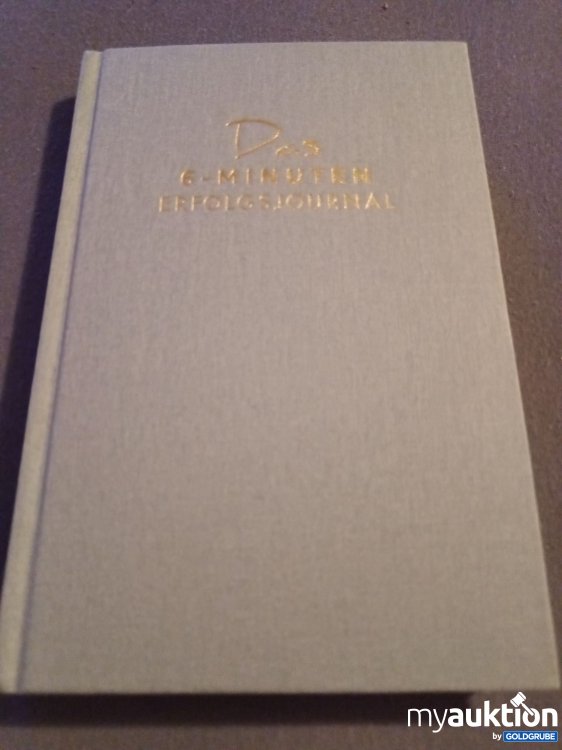 Das
6-MINUTEN
ERFOLGSJOURNAL
myauktion
by GOLDGRUBE